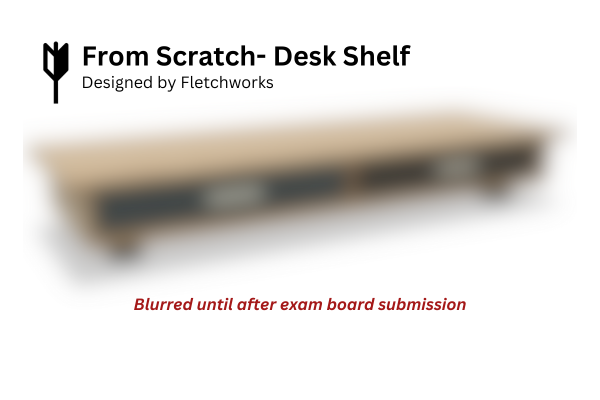 From Scratch- Desk Shelf
Designed by Fletchworks
Blurred until after exam board submission